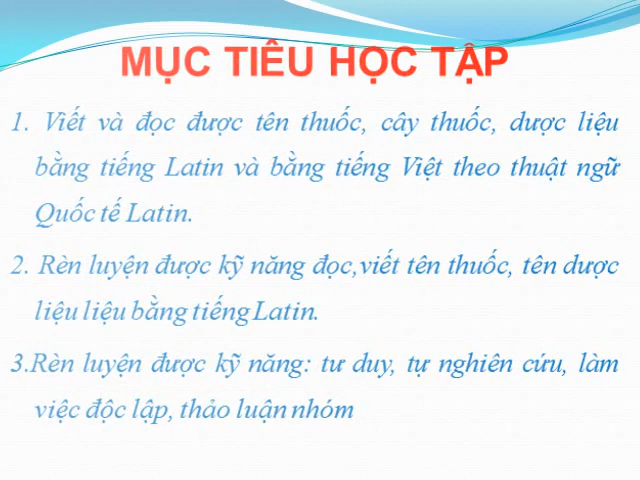 MỤC TIÊU HỌC TẬP
1. Viết và đọc được tên thuốc, cây thuốc, dược liệu
bằng tiếng Latin và bằng tiếng Việt theo thuật ngữ
Quốc tế Latin.
2. Rèn luyện được kỹ năng đọc,viết tên thuốc, tên dược
liệu liệu bằng tiếng Latin.
3.Rèn luyện được kỹ năng: tư duy, tự nghiên cứu, làm
việc độc lập, thảo luận nhóm